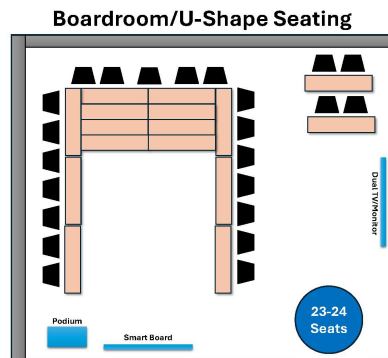 Boardroom/U-Shape Seating
Dual TV/Monitor
23-24
Seats
Podium
Smart Board